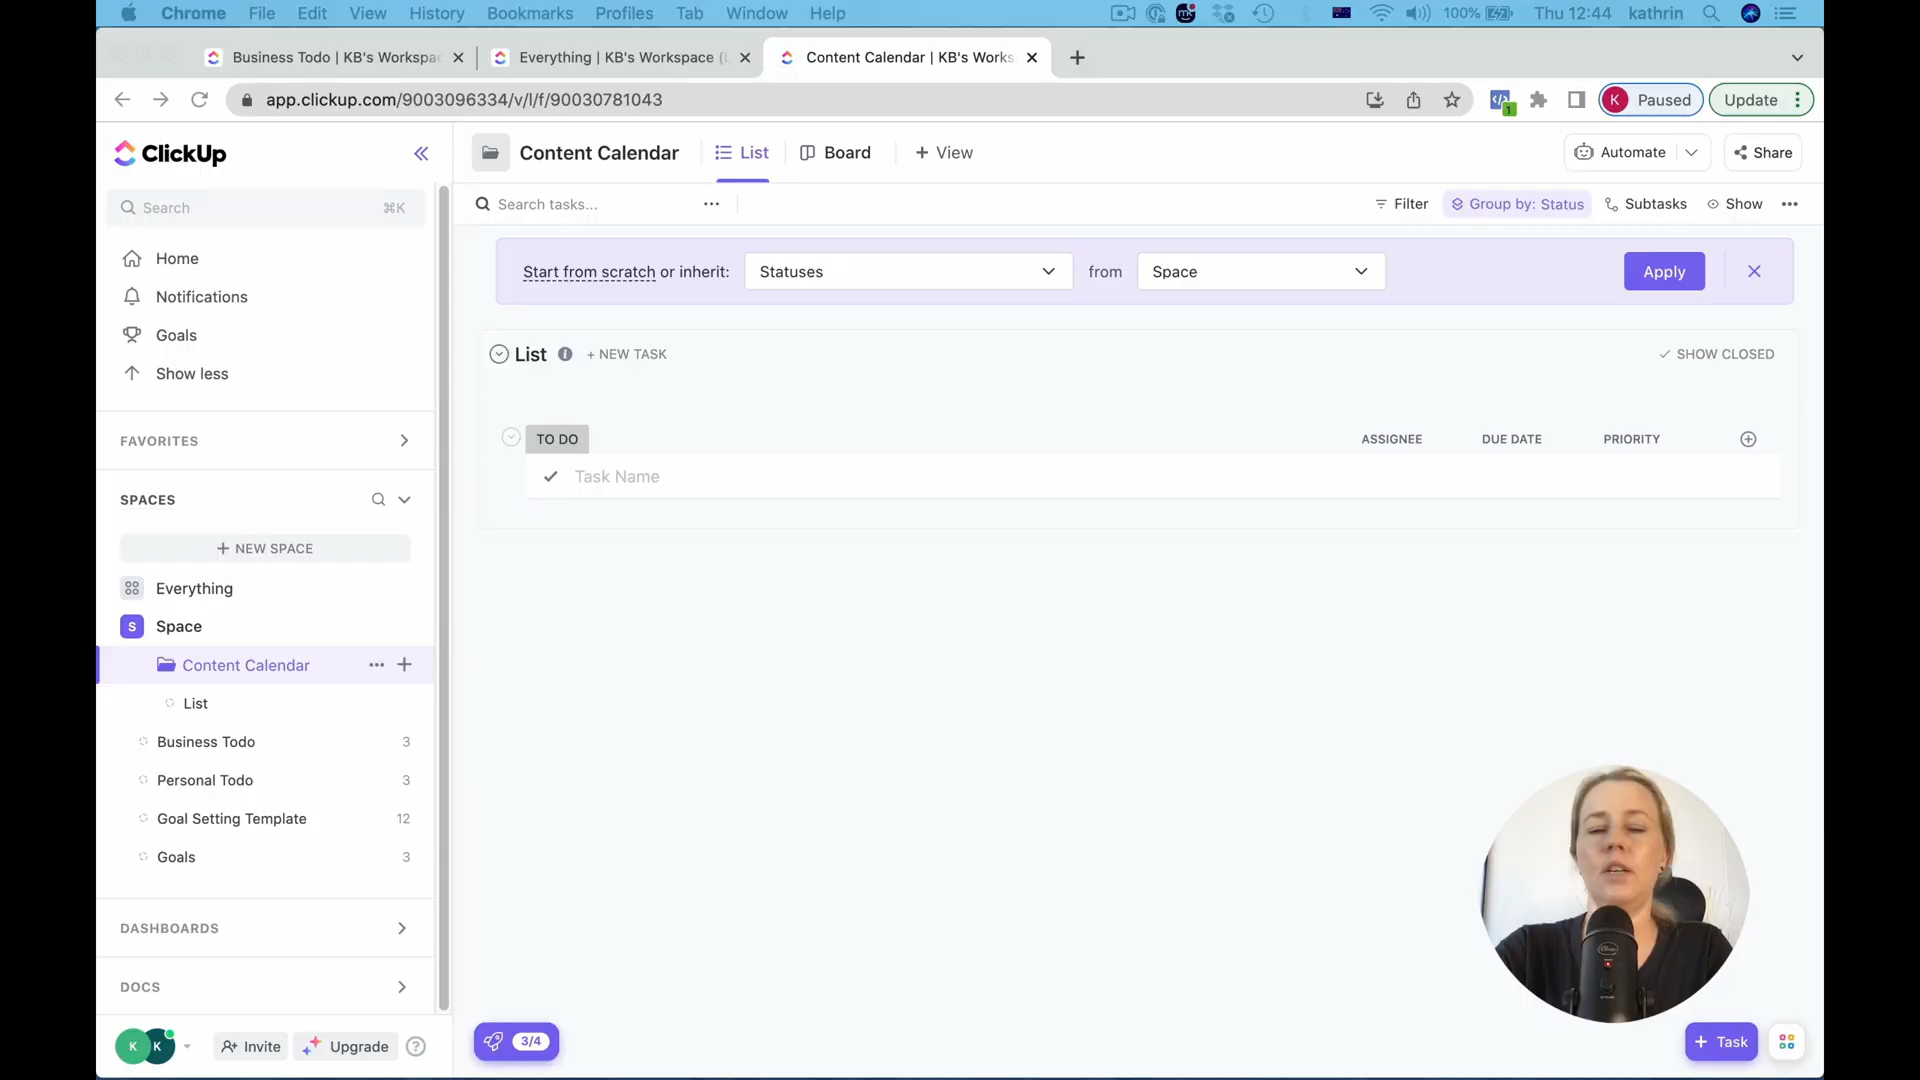 Chrome File Edit View History Bookmarks Profiles Tab Window Help 100% Thu 12:44 kathrin
Business Todo | KB's Workspac
Everything | KB's Workspace (
Content Calendar | KB's Works
app.clickup.com/9003096334/v/l/f/90030781043
1
K Paused
Update
ClickUp
Content Calendar
List
Board
+ View
Automate
Share
Search ⌘K
Search tasks...
Filter
Group by: Status
Subtasks
Show
Home
Notifications
Goals
Show less
Start from scratch or inherit: Statuses from Space Apply
List + NEW TASK
SHOW CLOSED
TO DO ASSIGNEE DUE DATE PRIORITY
Task Name
FAVORITES
SPACES
+ NEW SPACE
Everything
S Space
Content Calendar
List
Business Todo 3
Personal Todo 3
Goal Setting Template 12
Goals 3
DASHBOARDS
DOCS
K K Invite Upgrade ?
3/4
+ Task